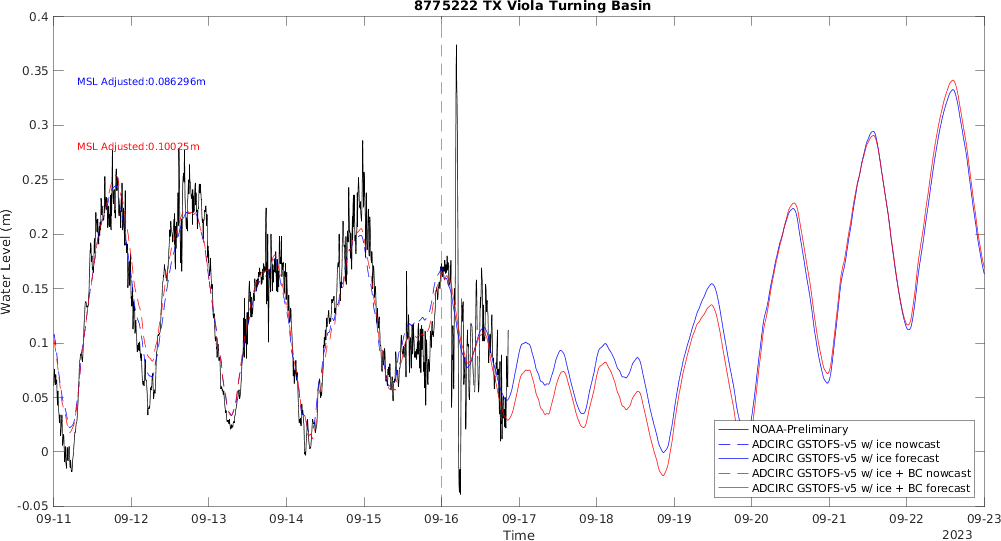 8775222 TX Viola Turning Basin
0.4
0.35
0.3
0.25
0.2
0.15
0.1
0.05
0
-0.05
Water Level (m)
MSL Adjusted:0.086296m
MSL Adjusted:0.10025m
NOAA-Preliminary
ADCIRC GSTOFS-v5 w/ ice nowcast
ADCIRC GSTOFS-v5 w/ ice forecast
ADCIRC GSTOFS-v5 w/ ice + BC nowcast
ADCIRC GSTOFS-v5 w/ ice + BC forecast
09-11 09-12 09-13 09-14 09-15 09-16 09-17 09-18 09-19 09-20 09-21 09-22 09-23
Time
2023